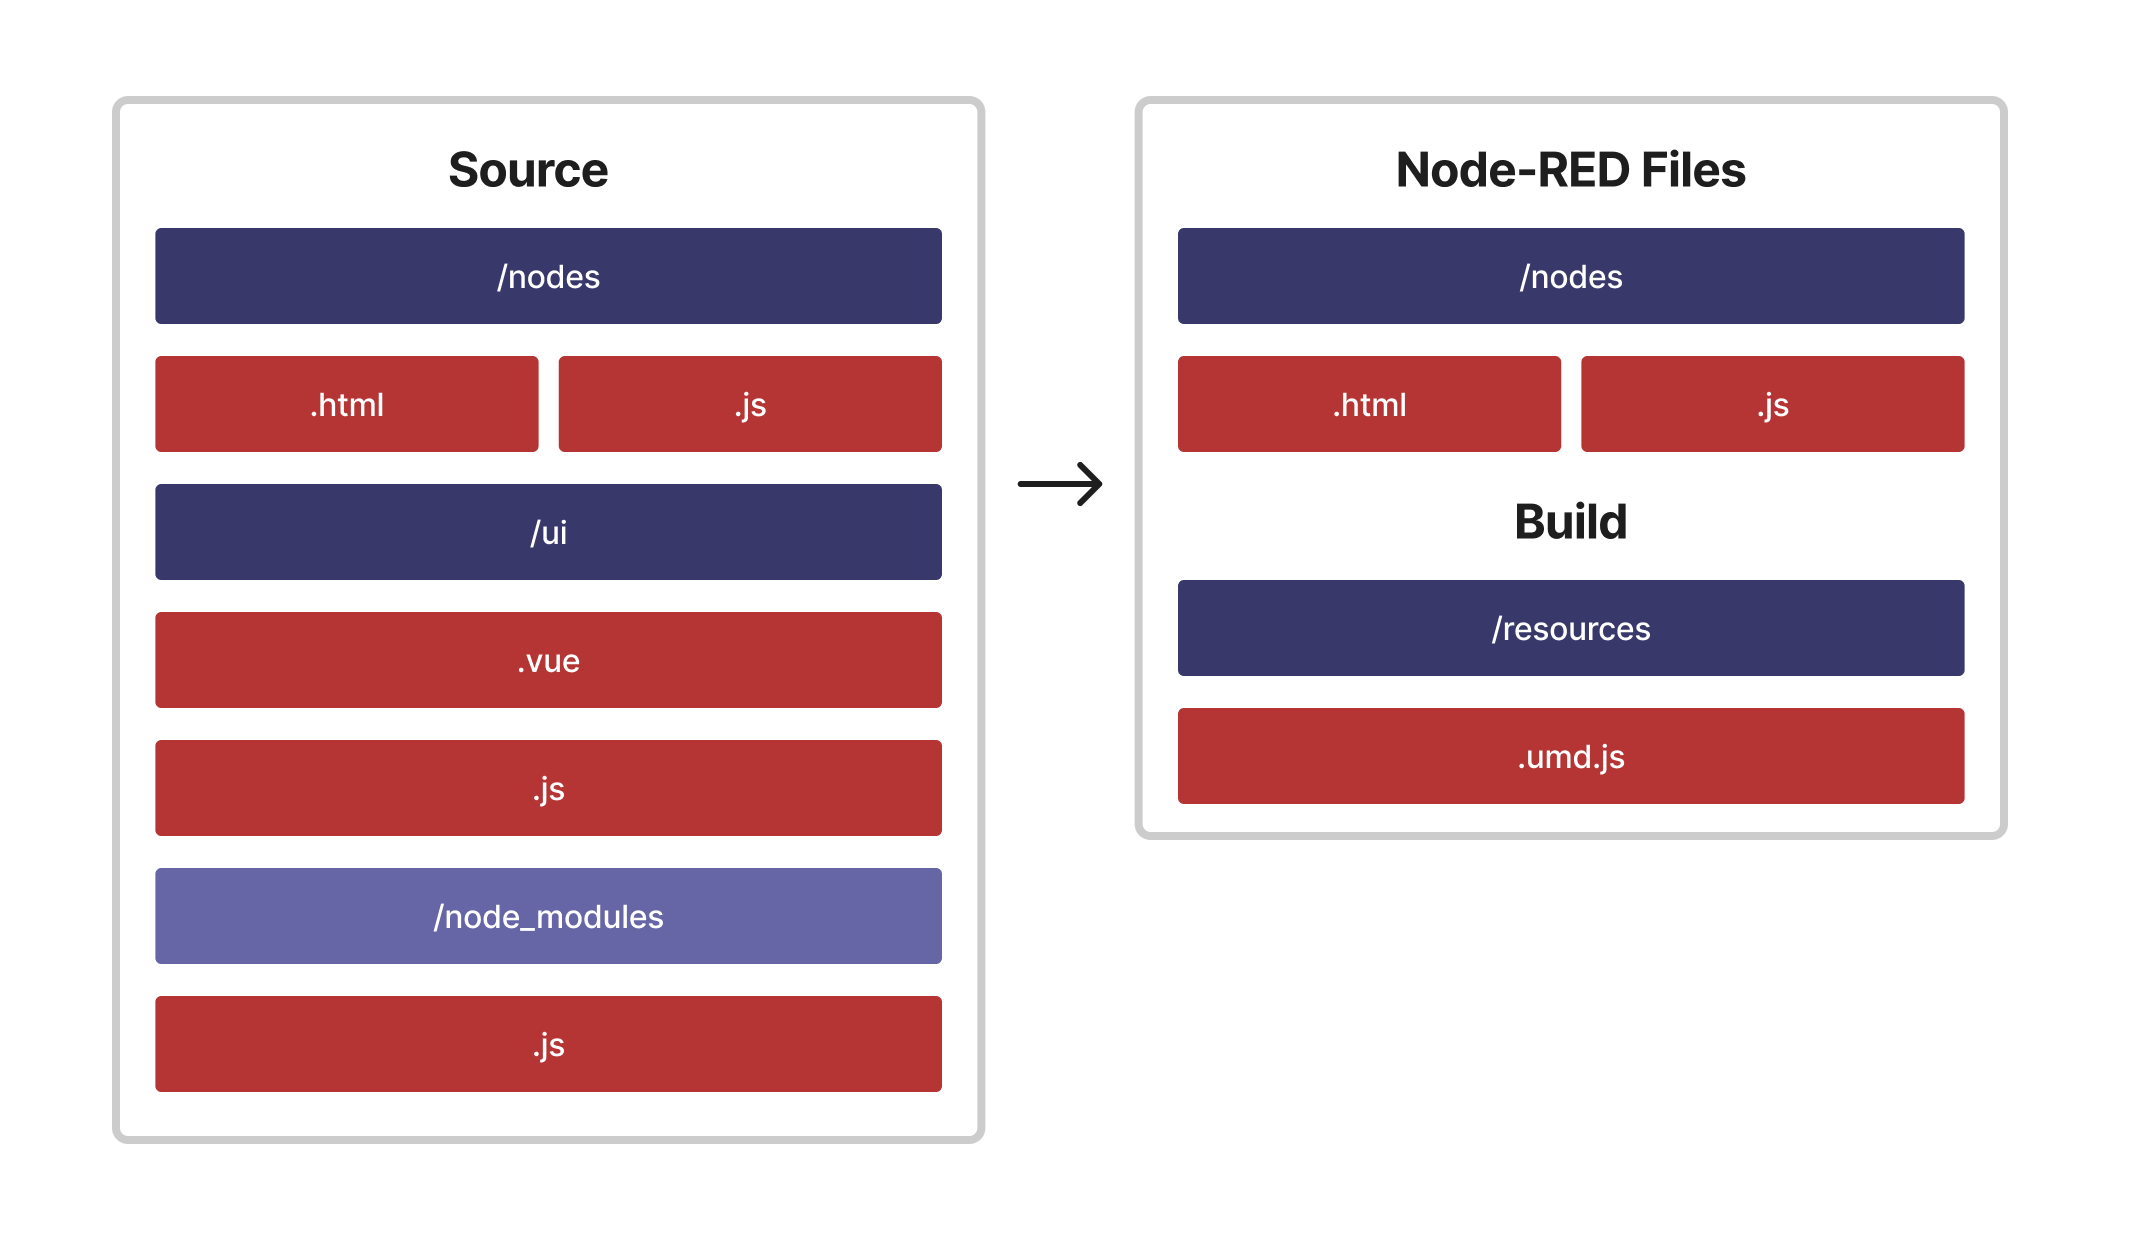 Source
/nodes
.html
.js
/ui
.vue
.js
/node_modules
.js
Node-RED Files
/nodes
.html
.js
Build
/resources
.umd.js